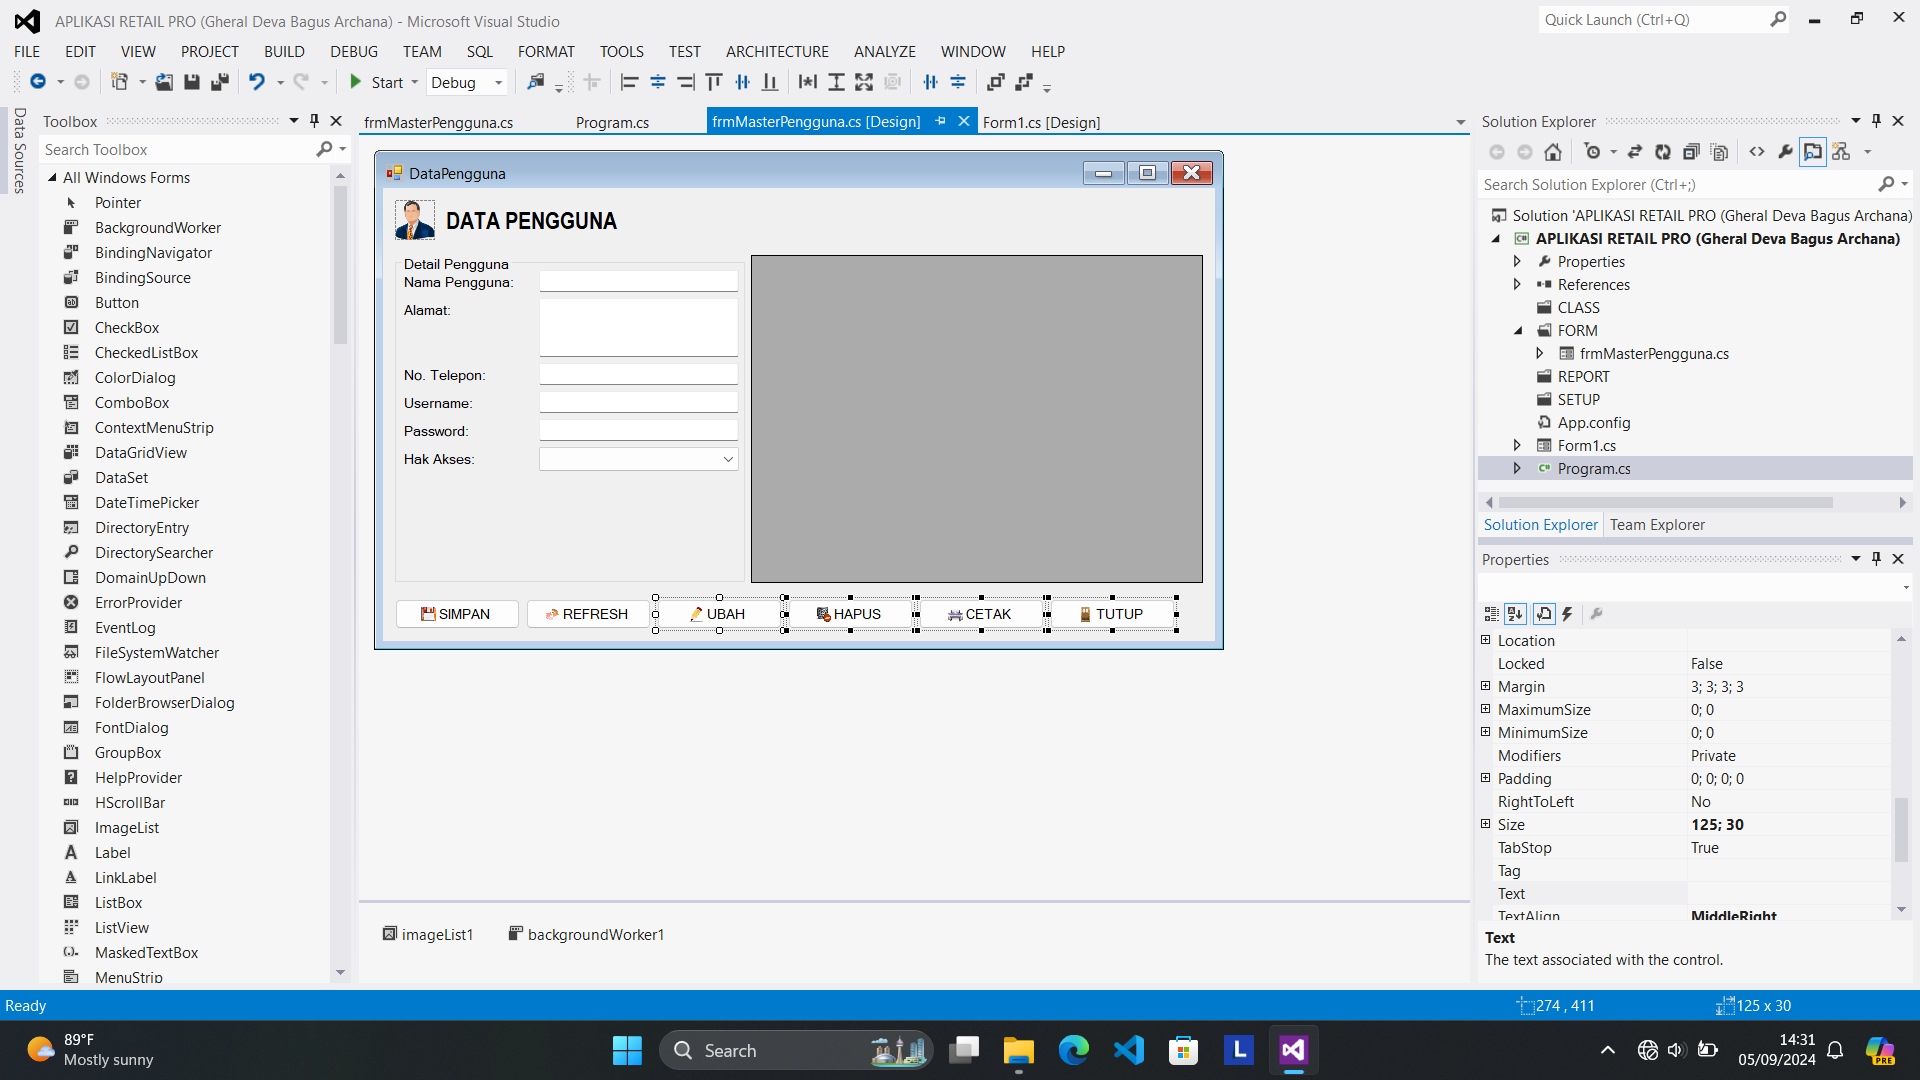 APLIKASI RETAIL PRO (Gheral Deva Bagus Archana) - Microsoft Visual Studio
Quick Launch (Ctrl+Q)
FILE EDIT VIEW PROJECT BUILD DEBUG TEAM SQL FORMAT TOOLS TEST ARCHITECTURE ANALYZE WINDOW HELP
Start Debug
Data Sources
Toolbox
Search Toolbox
All Windows Forms
Pointer
BackgroundWorker
BindingNavigator
BindingSource
Button
CheckBox
CheckedListBox
ColorDialog
ComboBox
ContextMenuStrip
DataGridView
DataSet
DateTimePicker
DirectoryEntry
DirectorySearcher
DomainUpDown
ErrorProvider
EventLog
FileSystemWatcher
FlowLayoutPanel
FolderBrowserDialog
FontDialog
GroupBox
HelpProvider
HScrollBar
ImageList
Label
LinkLabel
ListBox
ListView
MaskedTextBox
MenuStrip
frmMasterPengguna.cs Program.cs frmMasterPengguna.cs [Design] Form1.cs [Design]
DataPengguna
DATA PENGGUNA
Detail Pengguna
Nama Pengguna:
Alamat:
No. Telepon:
Username:
Password:
Hak Akses:
SIMPAN REFRESH UBAH HAPUS CETAK TUTUP
imageList1 backgroundWorker1
Solution Explorer
Search Solution Explorer (Ctrl+;)
Solution 'APLIKASI RETAIL PRO (Gheral Deva Bagus Archana)
APLIKASI RETAIL PRO (Gheral Deva Bagus Archana)
Properties
References
CLASS
FORM
frmMasterPengguna.cs
REPORT
SETUP
App.config
Form1.cs
Program.cs
Solution Explorer Team Explorer
Properties
Location
Locked False
Margin 3; 3; 3; 3
MaximumSize 0; 0
MinimumSize 0; 0
Modifiers Private
Padding 0; 0; 0; 0
RightToLeft No
Size 125; 30
TabStop True
Tag
Text
TextAlign MiddleRight
Text
The text associated with the control.
Ready 274 , 411 125 x 30
89°F
Mostly sunny
Search
L
14:31
05/09/2024
PRE